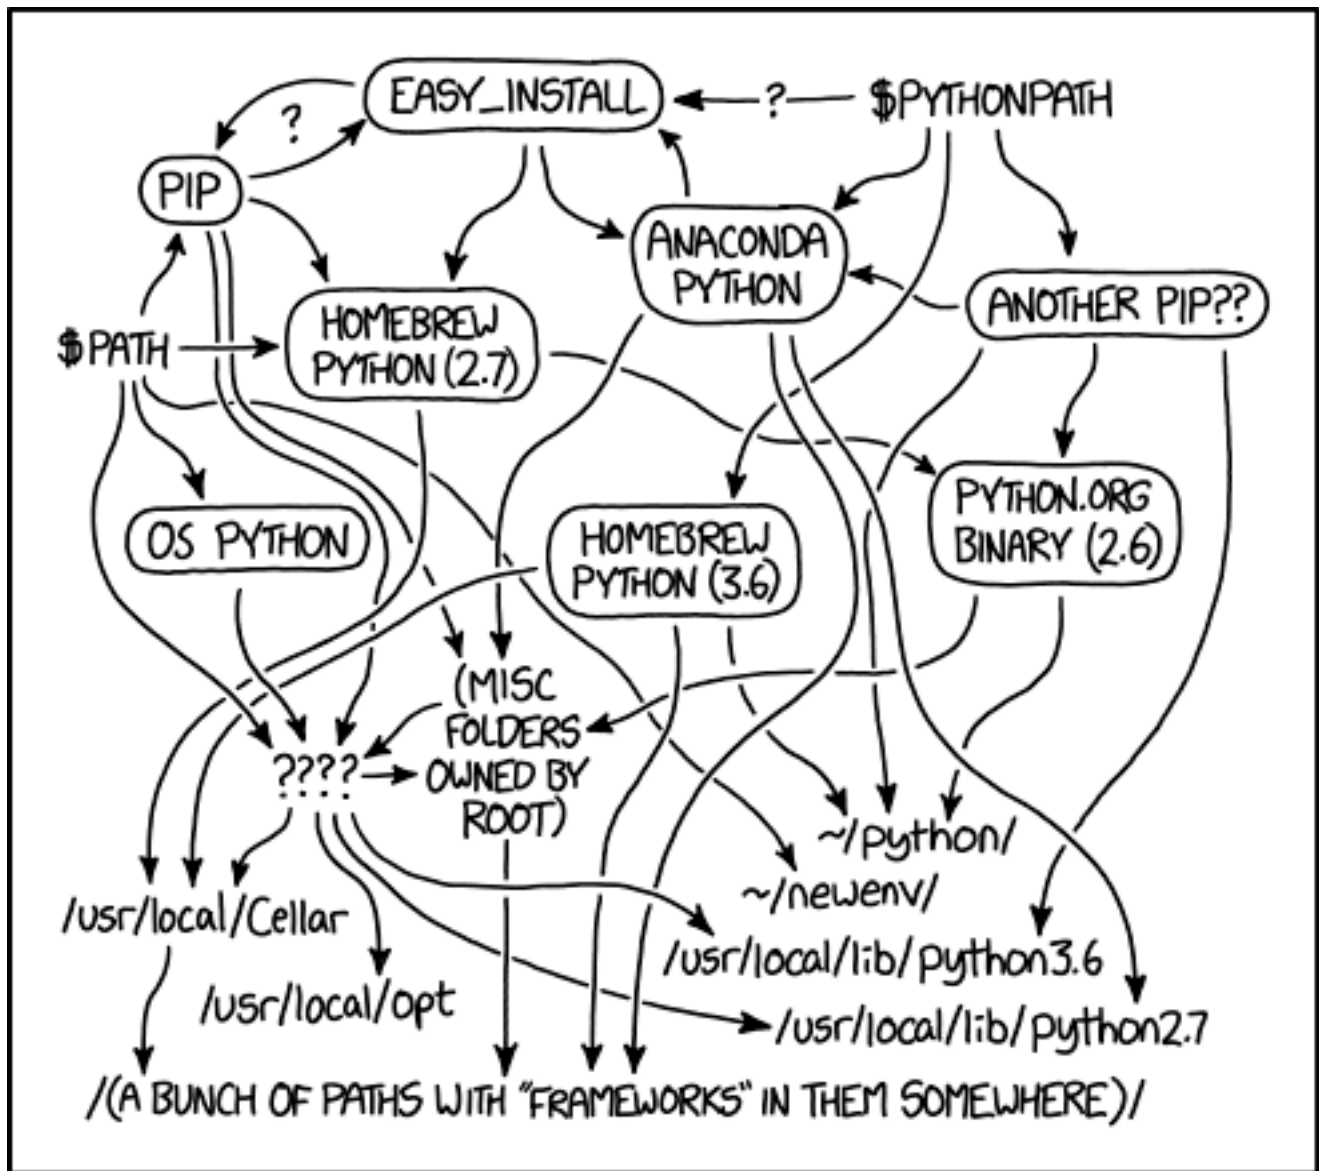 EASY_INSTALL
? $PYTHONPATH
?
PIP
ANACONDA
PYTHON
ANOTHER PIP??
HOMEBREW
PYTHON (2.7)
$PATH
PYTHON.ORG
BINARY (2.6)
OS PYTHON
HOMEBREW
PYTHON (3.6)
(MISC
FOLDERS
OWNED BY
ROOT)
????
~/python/
~/newenv/
/usr/local/Cellar
/usr/local/lib/python3.6
/usr/local/opt
/usr/local/lib/python2.7
/(A BUNCH OF PATHS WITH "FRAMEWORKS" IN THEM SOMEWHERE)/